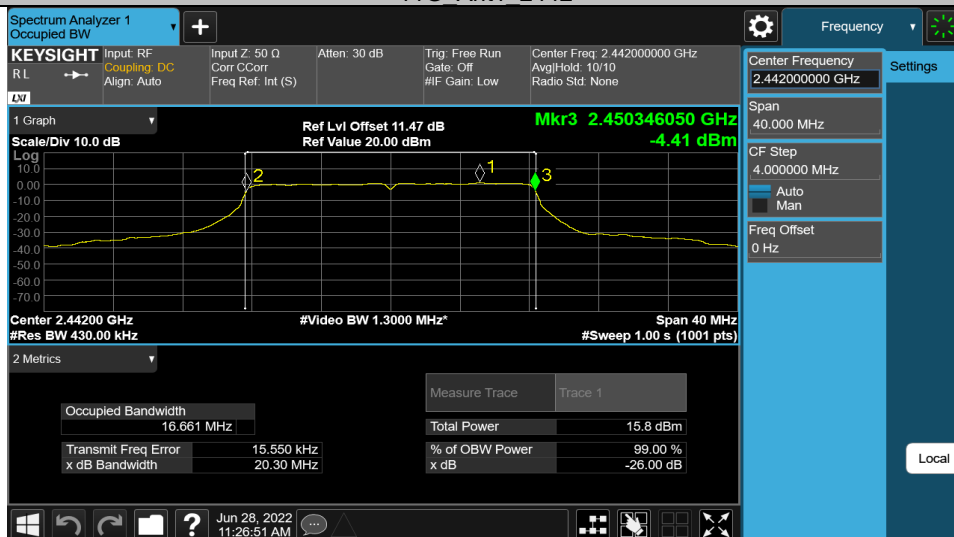 Spectrum Analyzer 1
Occupied BW
+
Frequency
KEYSIGHT
RL
LXI
Input: RF
Coupling: DC
Align: Auto
Input Z: 50 Ω
Corr CCorr
Freq Ref: Int (S)
Atten: 30 dB
Trig: Free Run
Gate: Off
#IF Gain: Low
Center Freq: 2.442000000 GHz
Avg|Hold: 10/10
Radio Std: None
Center Frequency
2.442000000 GHz
Settings
Span
40.000 MHz
CF Step
4.000000 MHz
Auto
Man
Freq Offset
0 Hz
Local
1 Graph
Scale/Div 10.0 dB
Ref Lvl Offset 11.47 dB
Ref Value 20.00 dBm
Mkr3 2.450346050 GHz
-4.41 dBm
Log
10.0
0.00
-10.0
-20.0
-30.0
-40.0
-50.0
-60.0
-70.0
2
1
3
Center 2.44200 GHz
#Video BW 1.3000 MHz*
Span 40 MHz
#Res BW 430.00 kHz
#Sweep 1.00 s (1001 pts)
2 Metrics
Measure Trace
Trace 1
Occupied Bandwidth
16.661 MHz
Total Power
15.8 dBm
Transmit Freq Error
15.550 kHz
% of OBW Power
99.00 %
x dB Bandwidth
20.30 MHz
x dB
-26.00 dB
?
Jun 28, 2022
11:26:51 AM